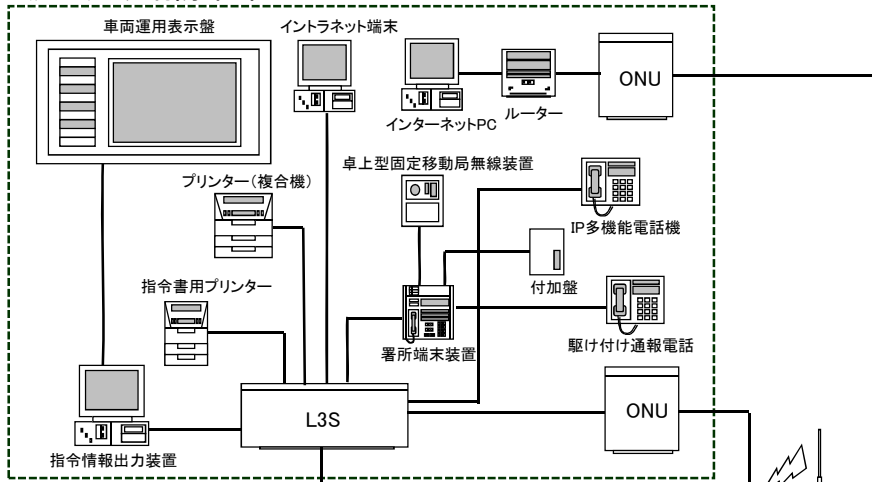 車両運用表示盤
イントラネット端末
インターネットPC
ルーター
ONU
卓上型固定移動局無線装置
プリンター(複合機)
IP多機能電話機
付加盤
指令書用プリンター
署所端末装置
駆け付け通報電話
L3S
ONU
指令情報出力装置